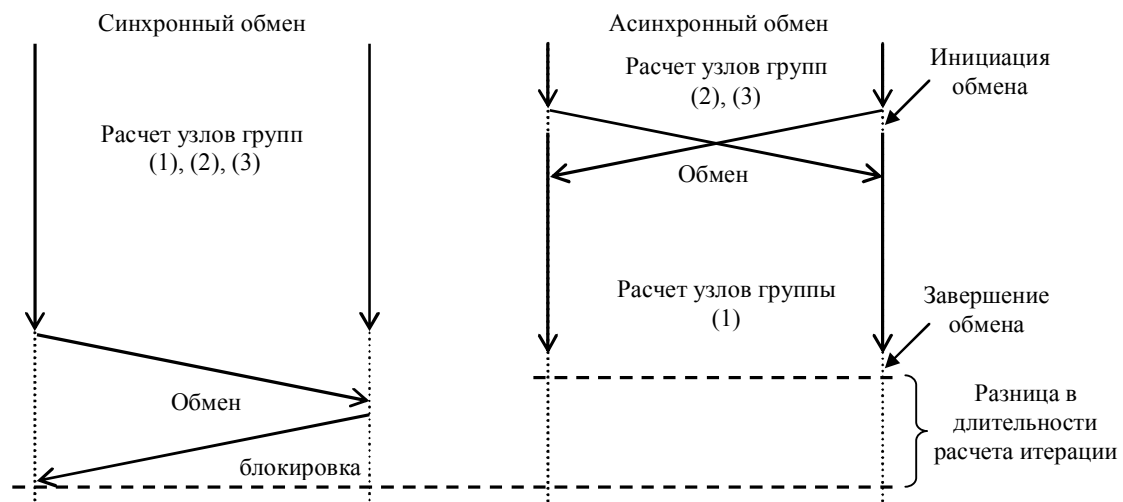 Синхронный обмен
Расчет узлов групп
(1), (2), (3)
Обмен
блокировка
Асинхронный обмен
Расчет узлов групп
(2), (3)
Инициация
обмена
Обмен
Расчет узлов группы
(1)
Завершение
обмена
Разница в
длительности
расчета итерации